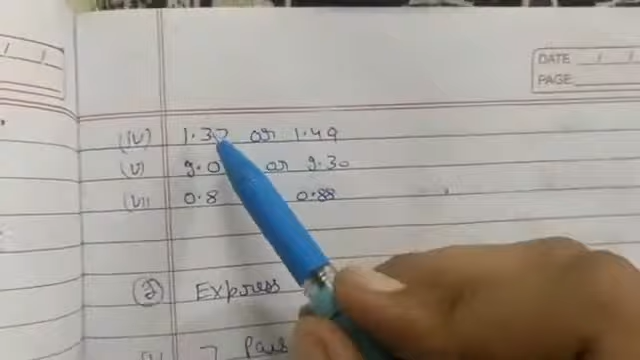 DATE
PAGE
(iv) 1.37 or 1.49
(v) 9.0 or 9.30
(vi) 0.8 0.88
② Express
7